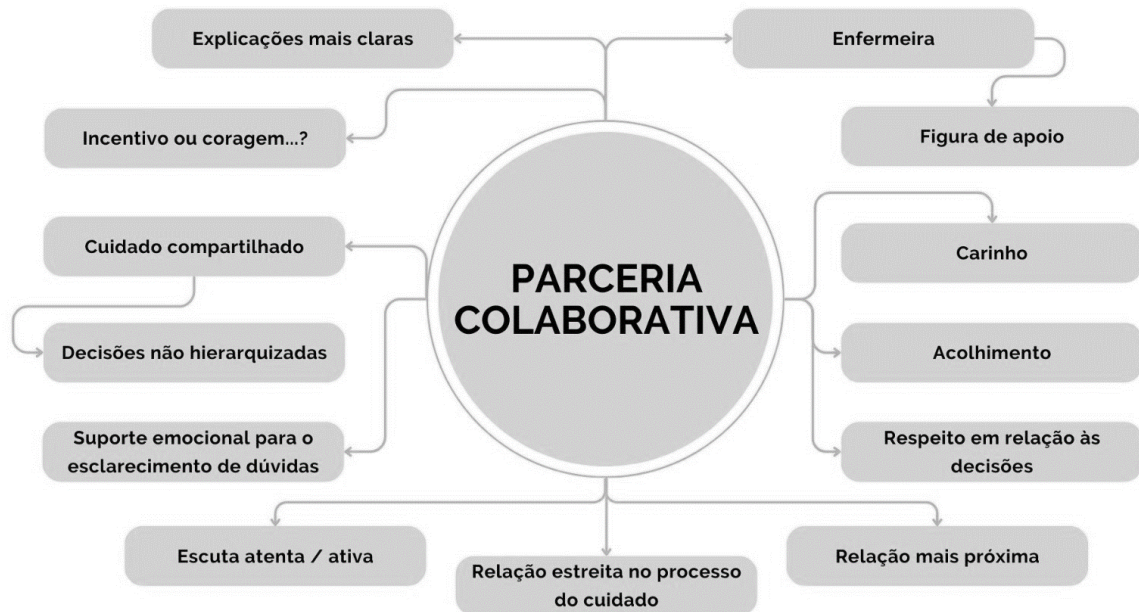 Explicações mais claras
Enfermeira
Incentivo ou coragem...?
Figura de apoio
Cuidado compartilhado
Carinho
PARCERIA
COLABORATIVA
Decisões não hierarquizadas
Acolhimento
Suporte emocional para o
esclarecimento de dúvidas
Respeito em relação às
decisões
Escuta atenta / ativa
Relação estreita no processo
do cuidado
Relação mais próxima